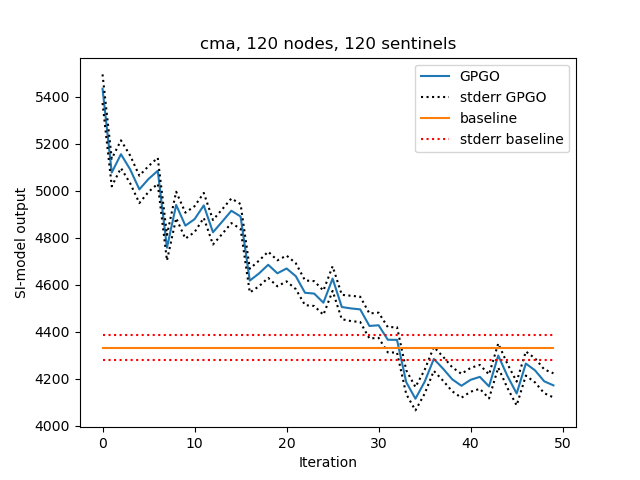 cma, 120 nodes, 120 sentinels
GPGO
stderr GPGO
baseline
stderr baseline
SI-model output
5400
5200
5000
4800
4600
4400
4200
4000
0 10 20 30 40 50
Iteration